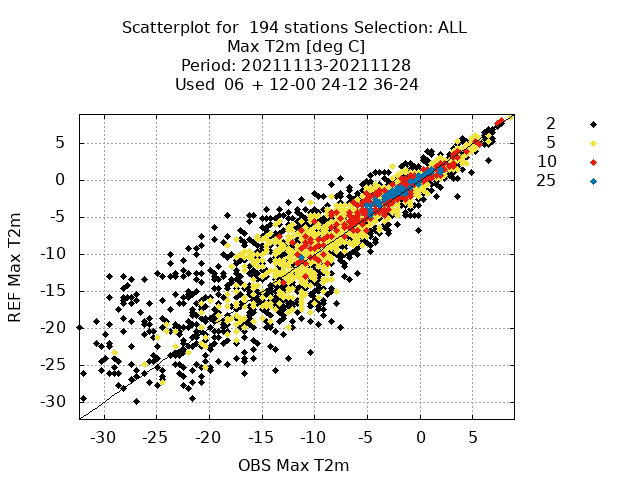 Scatterplot for  194 stations Selection: ALL
Max T2m [deg C]
Period: 20211113-20211128
Used  06 + 12-00 24-12 36-24
2
5
10
25
REF Max T2m
5
0
-5
-10
-15
-20
-25
-30
-30 -25 -20 -15 -10 -5 0 5
OBS Max T2m